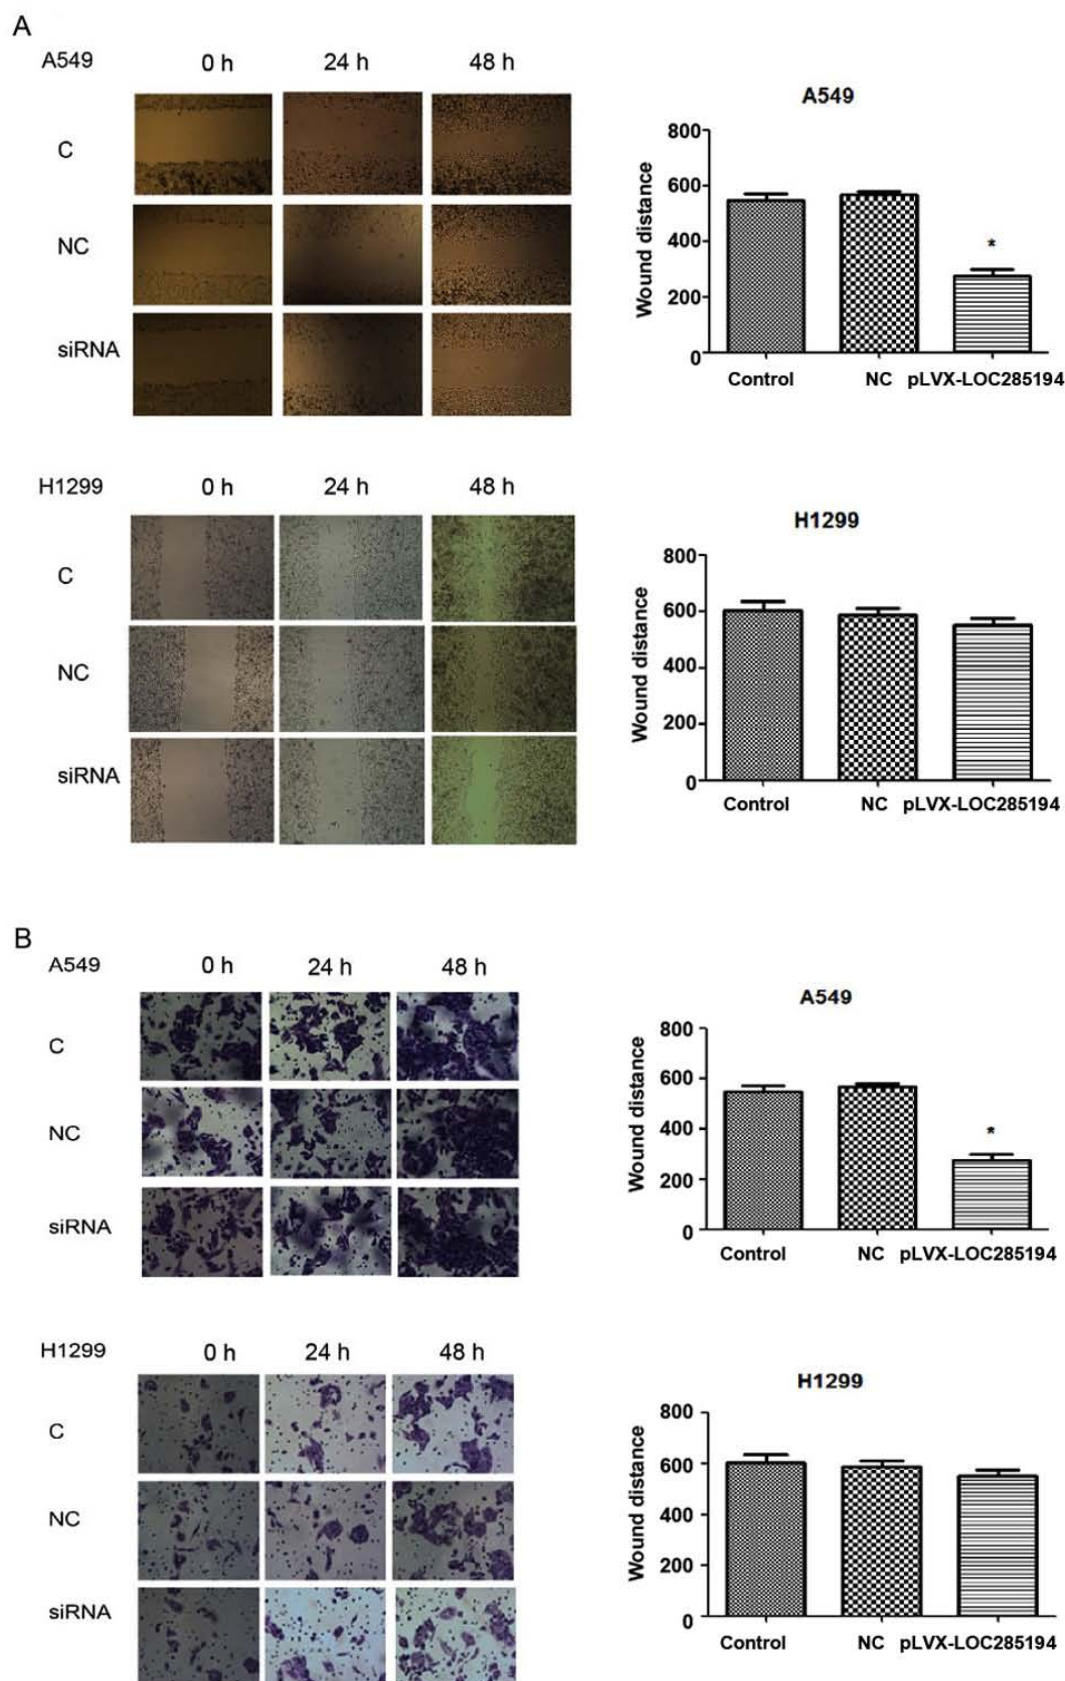 A
A549 0 h 24 h 48 h
C
NC
siRNA
A549
Wound distance
800
600
400
200
0
*
Control NC pLVX-LOC285194
H1299 0 h 24 h 48 h
C
NC
siRNA
H1299
Wound distance
800
600
400
200
0
Control NC pLVX-LOC285194
B
A549 0 h 24 h 48 h
C
NC
siRNA
A549
Wound distance
800
600
400
200
0
*
Control NC pLVX-LOC285194
H1299 0 h 24 h 48 h
C
NC
siRNA
H1299
Wound distance
800
600
400
200
0
Control NC pLVX-LOC285194